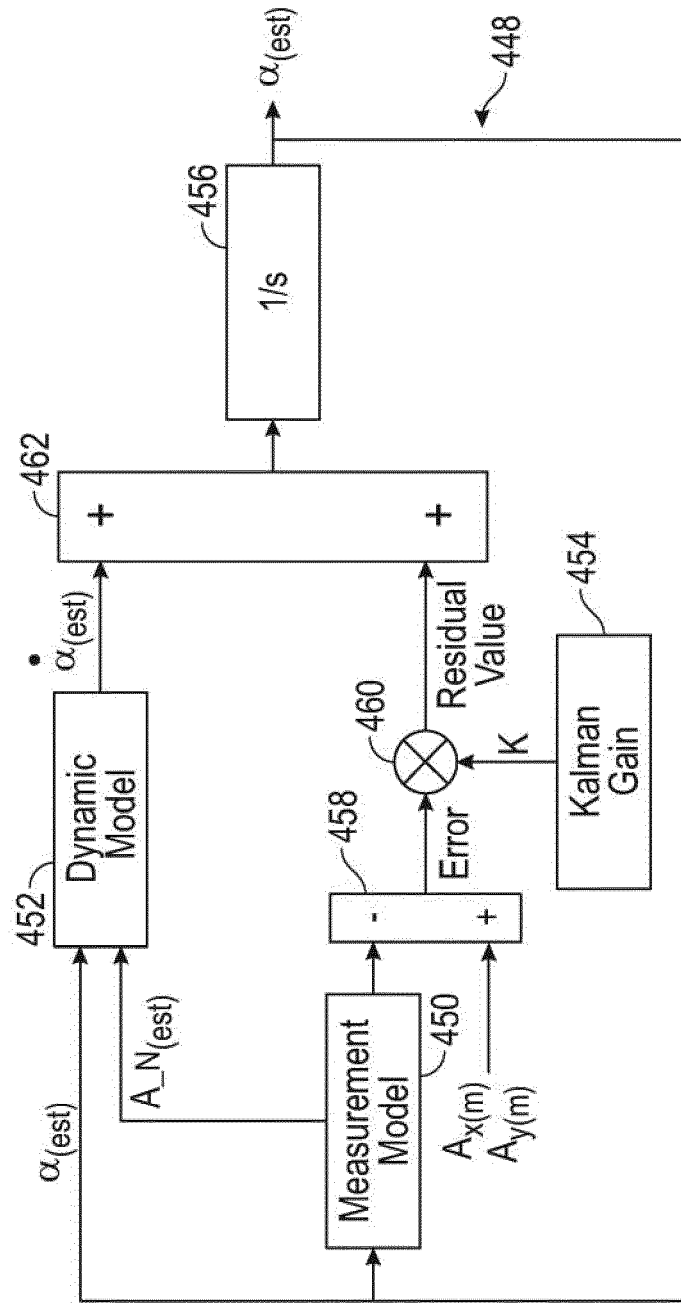 α(est)
452
Dynamic
Model
•
α(est)
462
+
+
456
1/s
α(est)
448
A_N(est)
Measurement
Model
450
Ax(m)
Ay(m)
-
+
458
Error
460
Residual
Value
K
Kalman
Gain
454